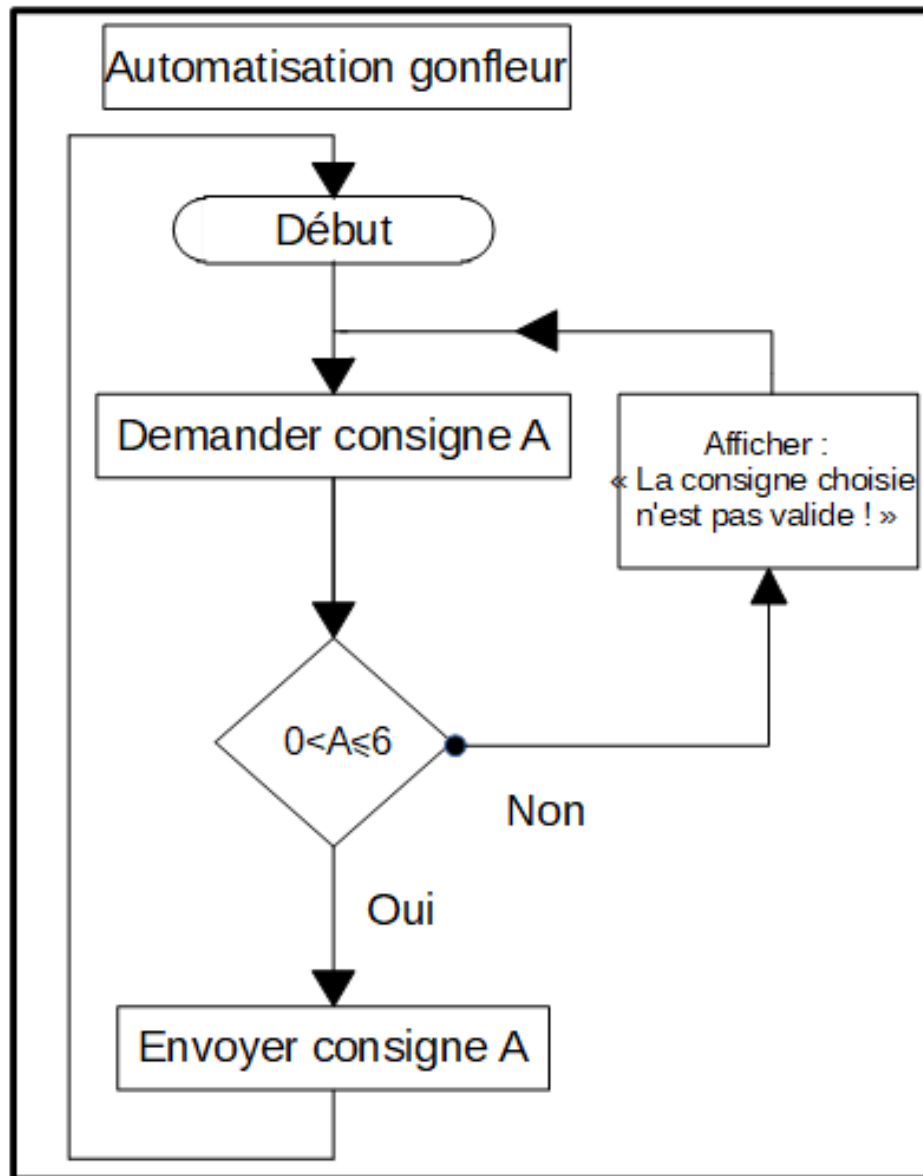 Automatisation gonfleur
Début
Demander consigne A
Afficher :
« La consigne choisie
n'est pas valide ! »
0<A⩽6
Non
Oui
Envoyer consigne A